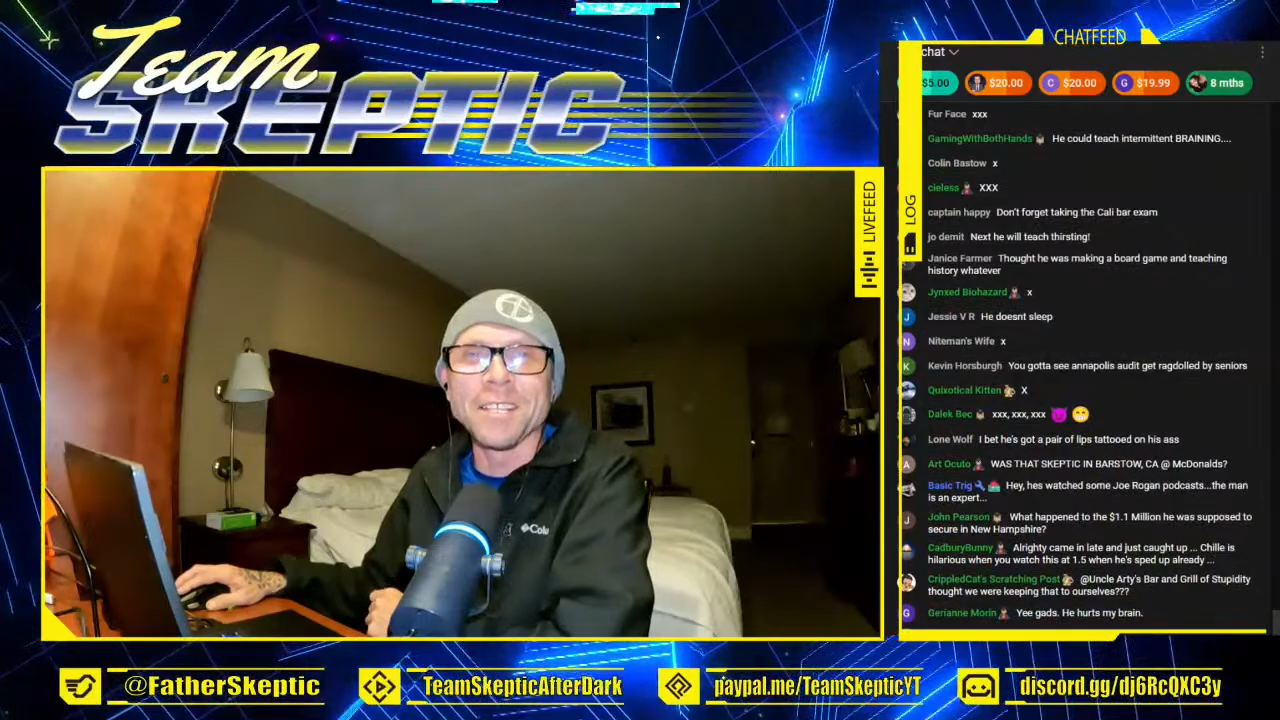 Team
SKEPTIC
CHATFEED
chat
$5.00
$20.00
C $20.00
G $19.99
8 mths
Fur Face xxx
GamingWithBothHands He could teach intermittent BRAINING....
Colin Bastow x
cieless XXX
captain happy Don't forget taking the Cali bar exam
jo demit Next he will teach thirsting!
Janice Farmer Thought he was making a board game and teaching
history whatever
Jynxed Biohazard x
J Jessie V R He doesnt sleep
N Niteman's Wife x
K Kevin Horsburgh You gotta see annapolis audit get ragdolled by seniors
Quixotical Kitten X
Dalek Bec xxx, xxx, xxx 😈 😁
Lone Wolf I bet he's got a pair of lips tattooed on his ass
A Art Ocuto WAS THAT SKEPTIC IN BARSTOW, CA @ McDonalds?
Basic Trig Hey, hes watched some Joe Rogan podcasts...the man
is an expert...
J John Pearson What happened to the $1.1 Million he was supposed to
secure in New Hampshire?
CadburyBunny Alrighty came in late and just caught up ... Chille is
hilarious when you watch this at 1.5 when he's sped up already ...
CrippledCat's Scratching Post @Uncle Arty's Bar and Grill of Stupidity
thought we were keeping that to ourselves???
G Gerianne Morin Yee gads. He hurts my brain.
LIVEFEED
LOG
Colu
@FatherSkeptic
TeamSkepticAfterDark
paypal.me/TeamSkepticYT
discord.gg/dj6RcQXC3y